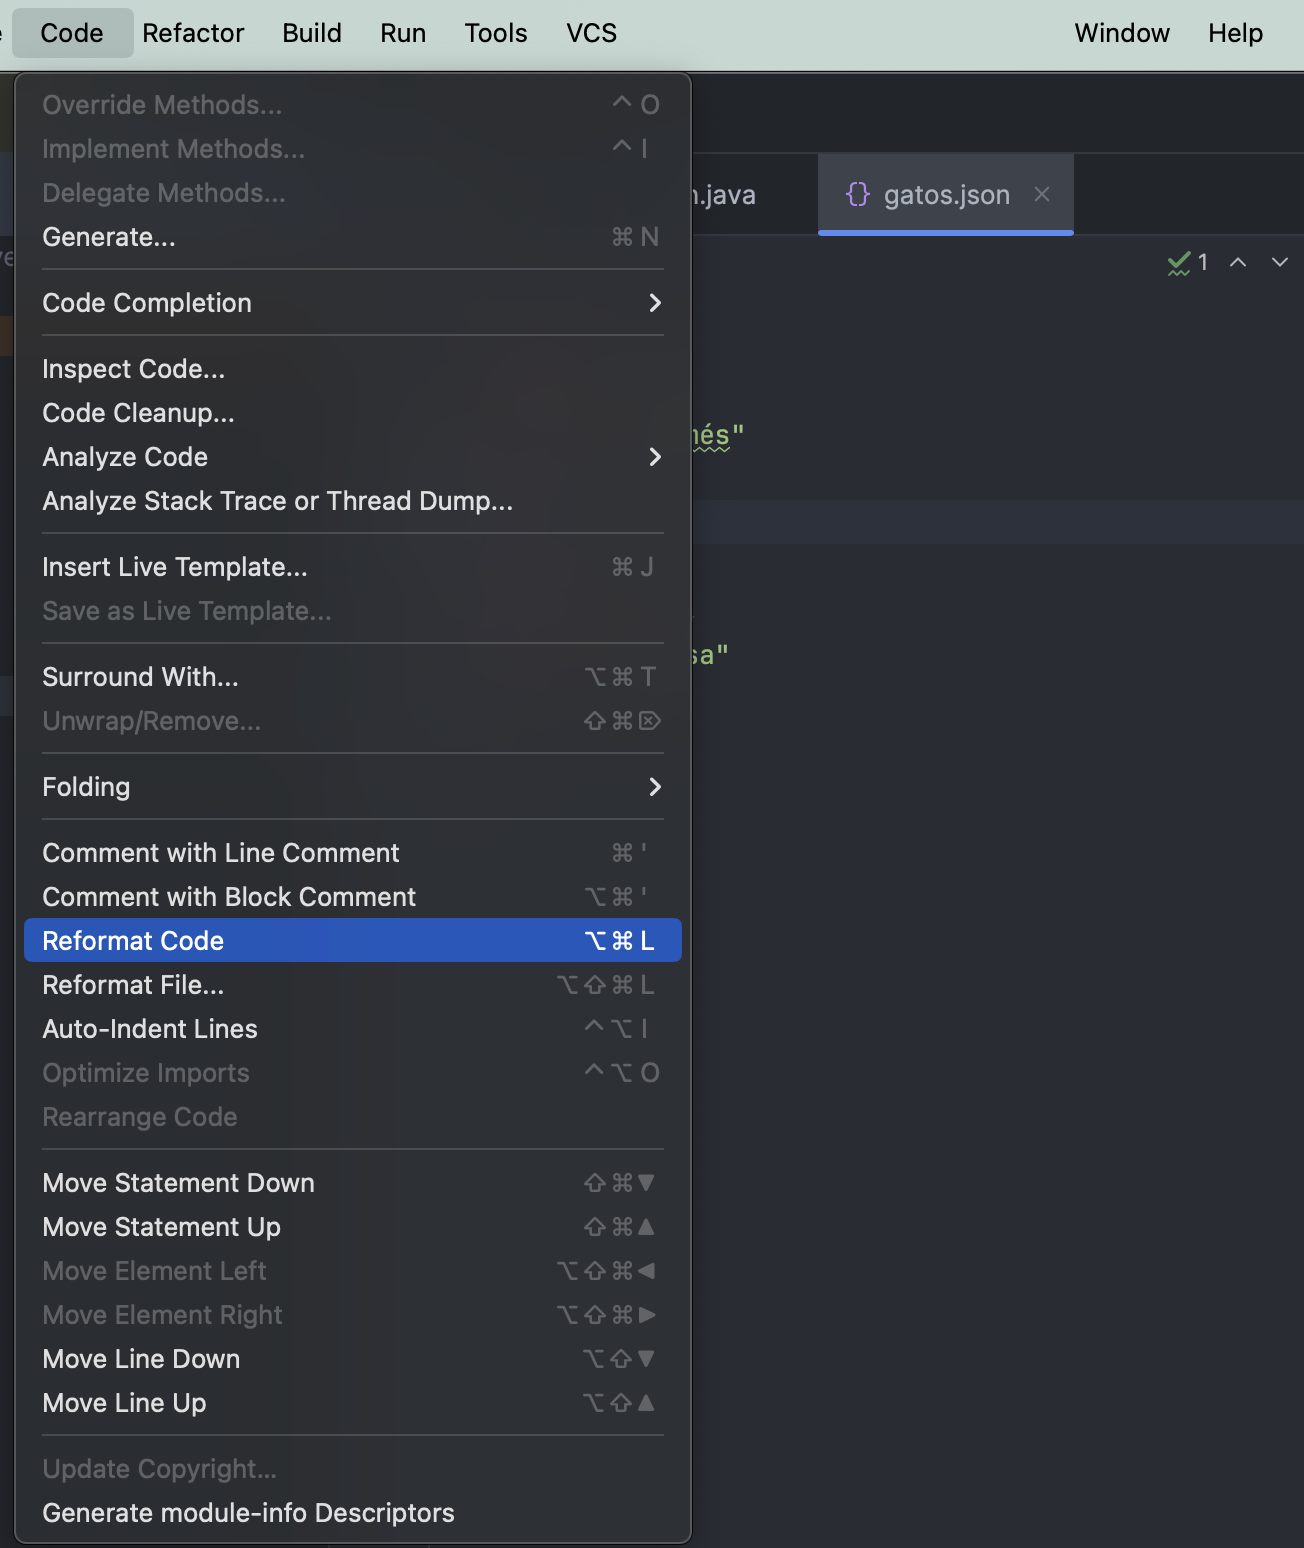 Code Refactor Build Run Tools VCS Window Help
Override Methods... ^ O
Implement Methods... ^ I
Delegate Methods...
Generate... ⌘ N
Code Completion
Inspect Code...
Code Cleanup...
Analyze Code
Analyze Stack Trace or Thread Dump...
Insert Live Template... ⌘ J
Save as Live Template...
Surround With... ⌥ ⌘ T
Unwrap/Remove... ⇧ ⌘ ⌦
Folding
Comment with Line Comment ⌘ '
Comment with Block Comment ⌥ ⌘ '
Reformat Code ⌥ ⌘ L
Reformat File... ⌥ ⇧ ⌘ L
Auto-Indent Lines ^ ⌥ I
Optimize Imports ^ ⌥ O
Rearrange Code
Move Statement Down ⇧ ⌘ ▼
Move Statement Up ⇧ ⌘ ▲
Move Element Left ⌥ ⇧ ⌘ ◀
Move Element Right ⌥ ⇧ ⌘ ▶
Move Line Down ⌥ ⇧ ▼
Move Line Up ⌥ ⇧ ▲
Update Copyright...
Generate module-info Descriptors
.java {} gatos.json ×
1
és"
sa"